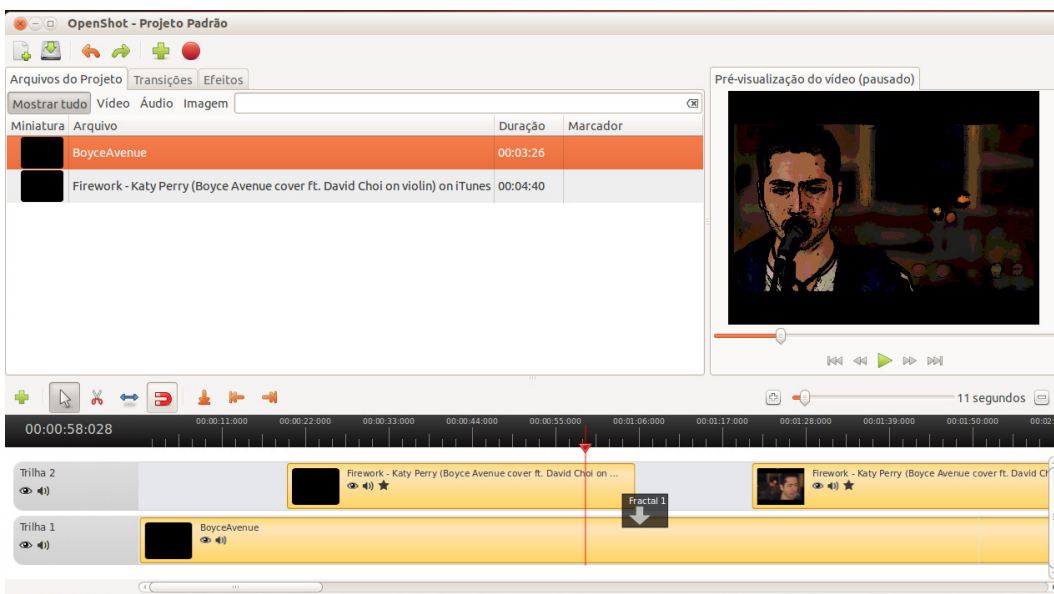 OpenShot - Projeto Padrão
Arquivos do Projeto Transições Efeitos
Mostrar tudo Vídeo Áudio Imagem
Miniatura Arquivo Duração Marcador
BoyceAvenue 00:03:26
Firework - Katy Perry (Boyce Avenue cover ft. David Choi on violin) on iTunes 00:04:40
Pré-visualização do vídeo (pausado)
11 segundos
00:00:58:028
00:00:11:000 00:00:22:000 00:00:33:000 00:00:44:000 00:00:55:000 00:01:06:000 00:01:17:000 00:01:28:000 00:01:39:000 00:01:50:000 00:02:
Trilha 2
Firework - Katy Perry (Boyce Avenue cover ft. David Choi on ...
Firework - Katy Perry (Boyce Avenue cover ft. David Ch
Fractal 1
Trilha 1
BoyceAvenue